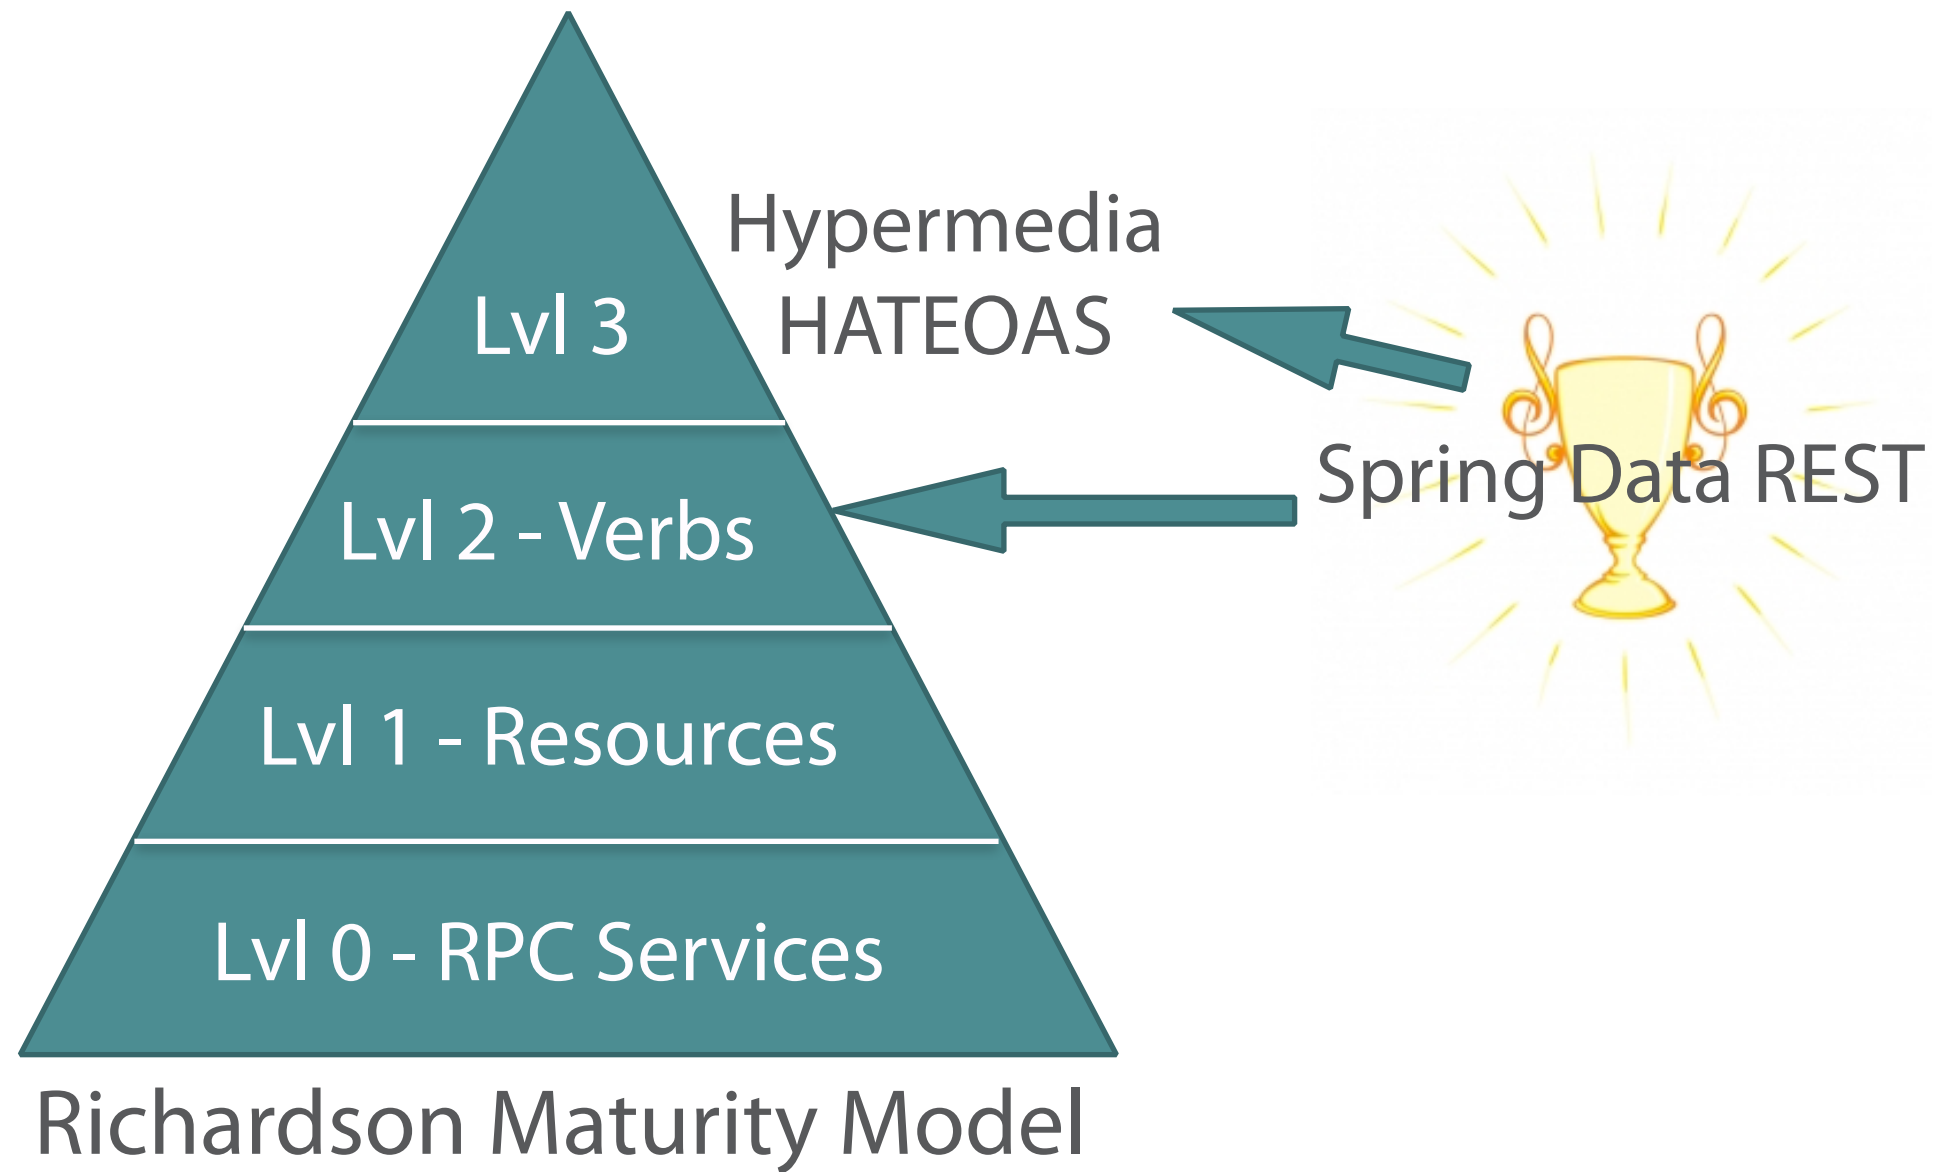 Hypermedia
HATEOAS
Lvl 3
Spring Data REST
Lvl 2 - Verbs
Lvl 1 - Resources
Lvl 0 - RPC Services
Richardson Maturity Model